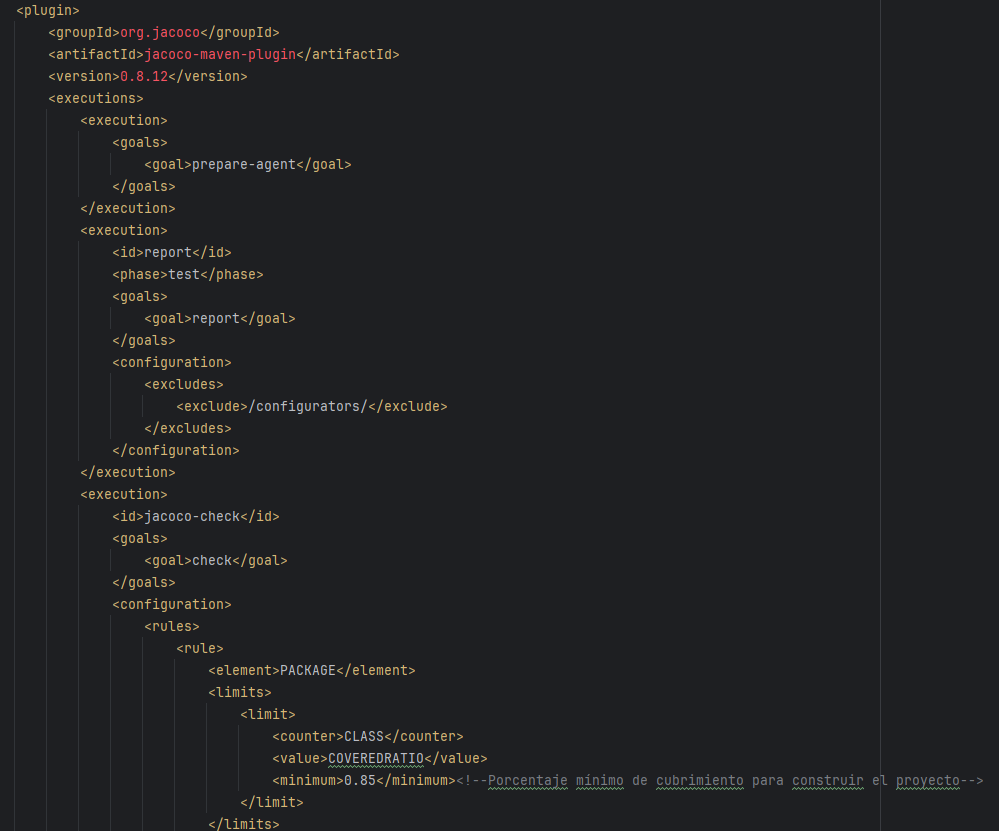 <plugin>
<groupId>org.jacoco</groupId>
<artifactId>jacoco-maven-plugin</artifactId>
<version>0.8.12</version>
<executions>
<execution>
<goals>
<goal>prepare-agent</goal>
</goals>
</execution>
<execution>
<id>report</id>
<phase>test</phase>
<goals>
<goal>report</goal>
</goals>
<configuration>
<excludes>
<exclude>/configurators/</exclude>
</excludes>
</configuration>
</execution>
<execution>
<id>jacoco-check</id>
<goals>
<goal>check</goal>
</goals>
<configuration>
<rules>
<rule>
<element>PACKAGE</element>
<limits>
<limit>
<counter>CLASS</counter>
<value>COVEREDRATIO</value>
<minimum>0.85</minimum><!--Porcentaje mínimo de cubrimiento para construir el proyecto-->
</limit>
</limits>